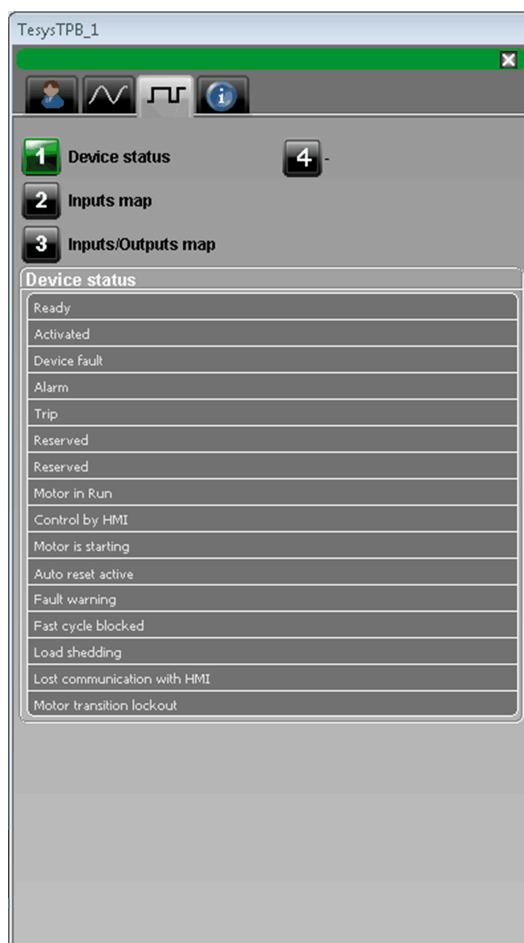 TesysTPB_1
1 Device status
4 -
2 Inputs map
3 Inputs/Outputs map
Device status
Ready
Activated
Device fault
Alarm
Trip
Reserved
Reserved
Motor in Run
Control by HMI
Motor is starting
Auto reset active
Fault warning
Fast cycle blocked
Load shedding
Lost communication with HMI
Motor transition lockout